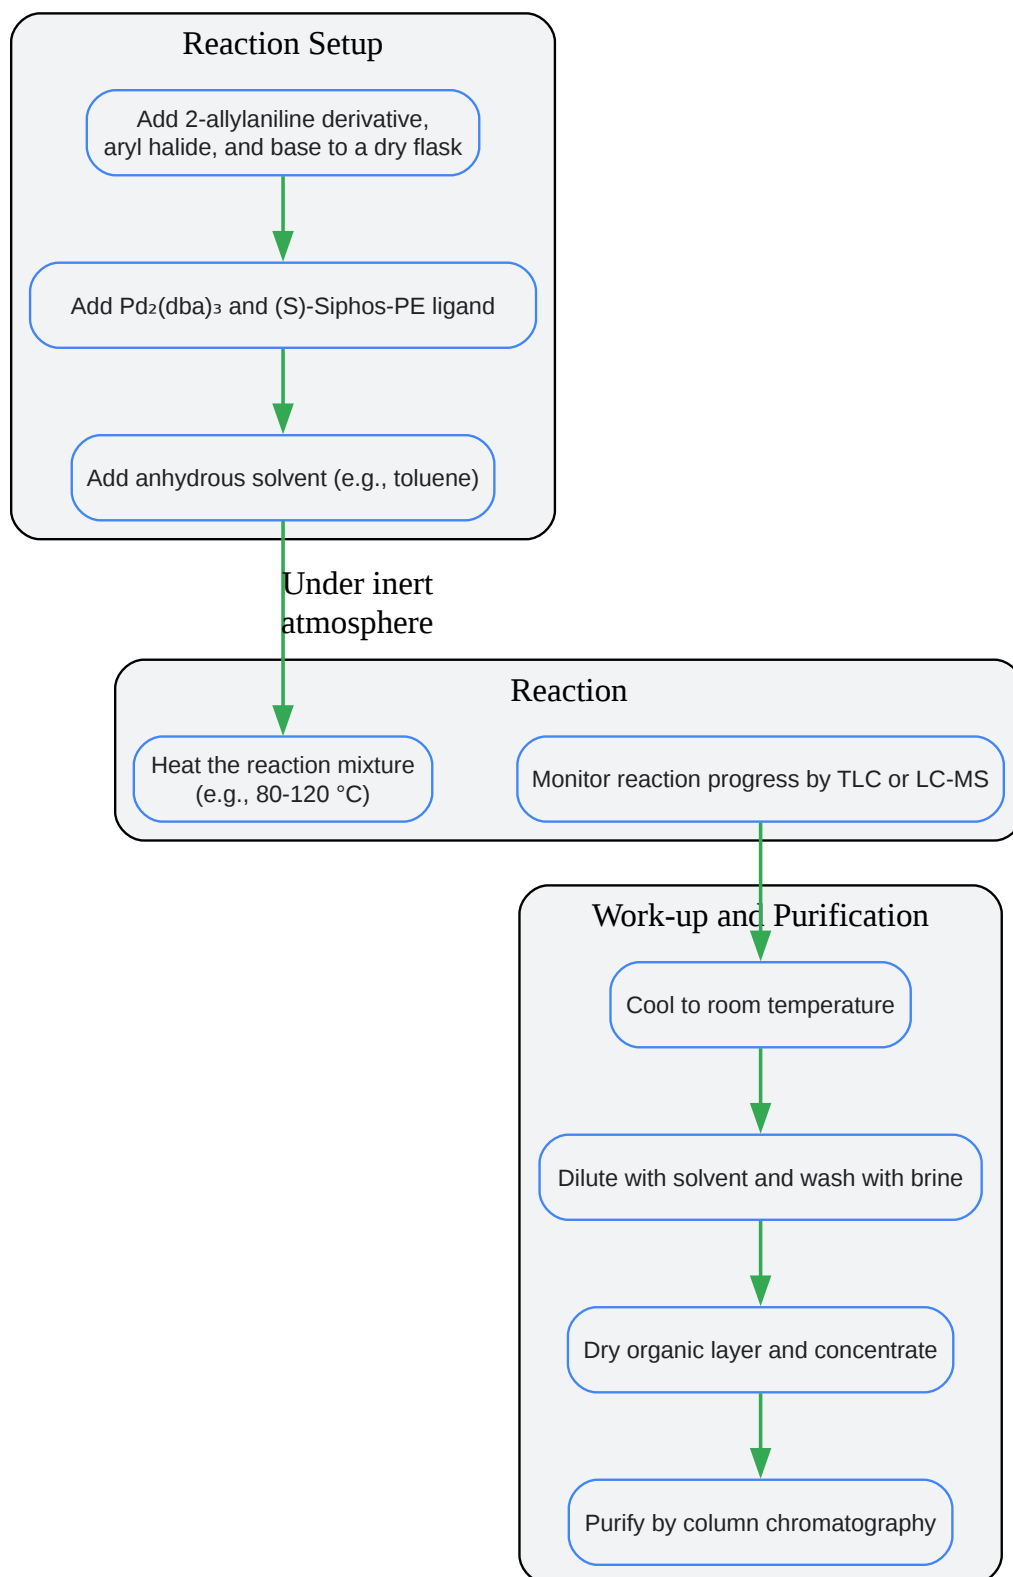 Reaction Setup
Add 2-allylaniline derivative,
aryl halide, and base to a dry flask
Add Pd₂(dba)₃ and (S)-Siphos-PE ligand
Add anhydrous solvent (e.g., toluene)
Under inert
atmosphere
Reaction
Heat the reaction mixture
(e.g., 80-120 °C)
Monitor reaction progress by TLC or LC-MS
Work-up and Purification
Cool to room temperature
Dilute with solvent and wash with brine
Dry organic layer and concentrate
Purify by column chromatography